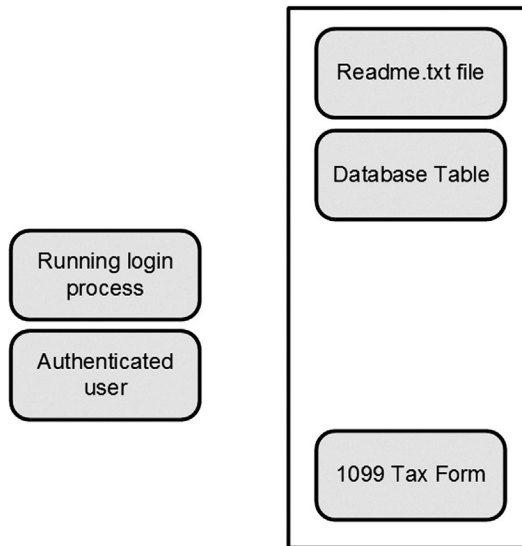 Readme.txt file
Database Table
Running login
process
Authenticated
user
1099 Tax Form